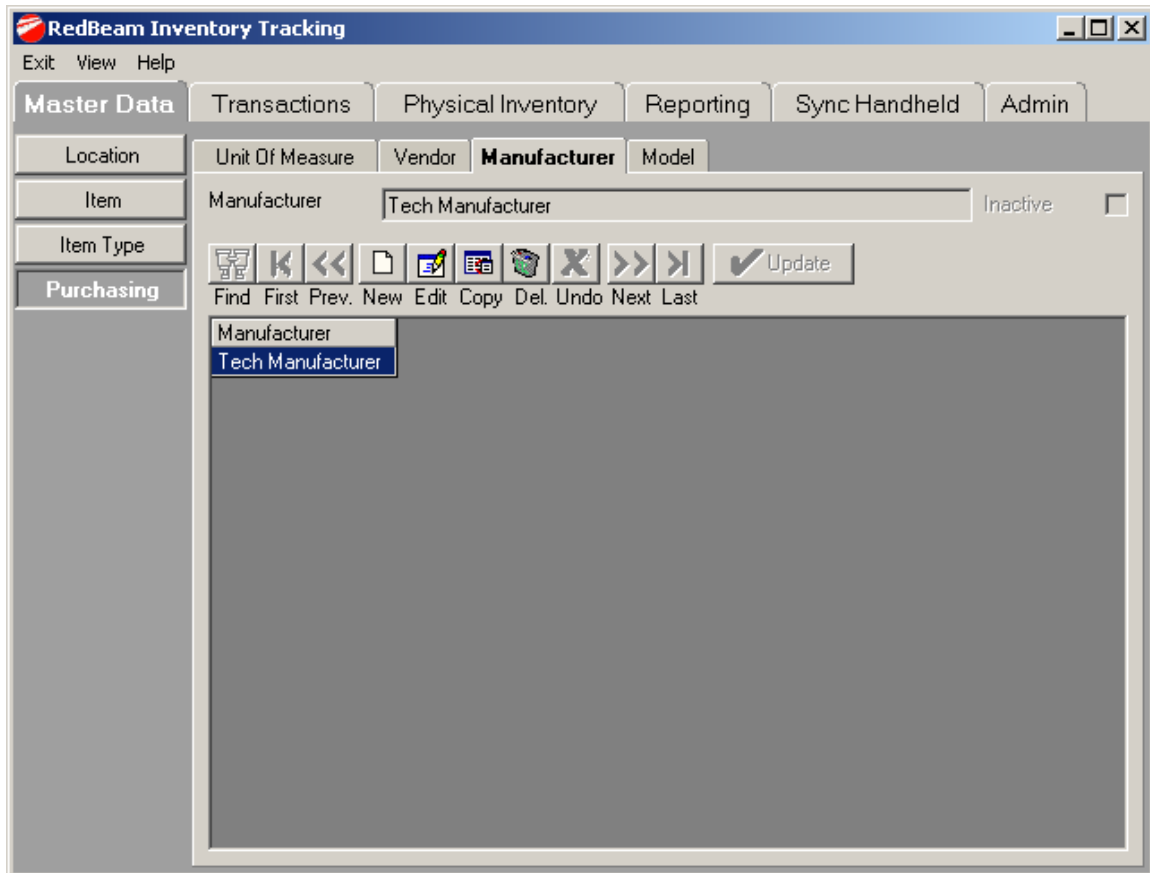 RedBeam Inventory Tracking
Exit View Help
Master Data Transactions Physical Inventory Reporting Sync Handheld Admin
Location
Item
Item Type
Purchasing
Unit Of Measure Vendor Manufacturer Model
Manufacturer Tech Manufacturer Inactive
Update
Find First Prev. New Edit Copy Del. Undo Next Last
Manufacturer
Tech Manufacturer